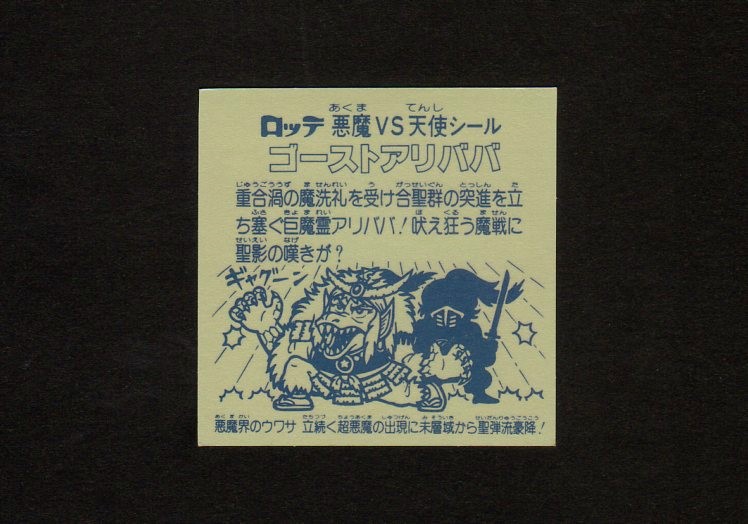 ロッテ 悪魔VS天使シール
ゴーストアリババ
重合渦の魔洗礼を受け合聖群の突進を立
ち塞ぐ巨魔霊アリババ!吠え狂う魔戦に
聖影の嘆きが?
ギャグーン
悪魔界のウワサ 立続く超悪魔の出現に未層域から聖弾流豪降!